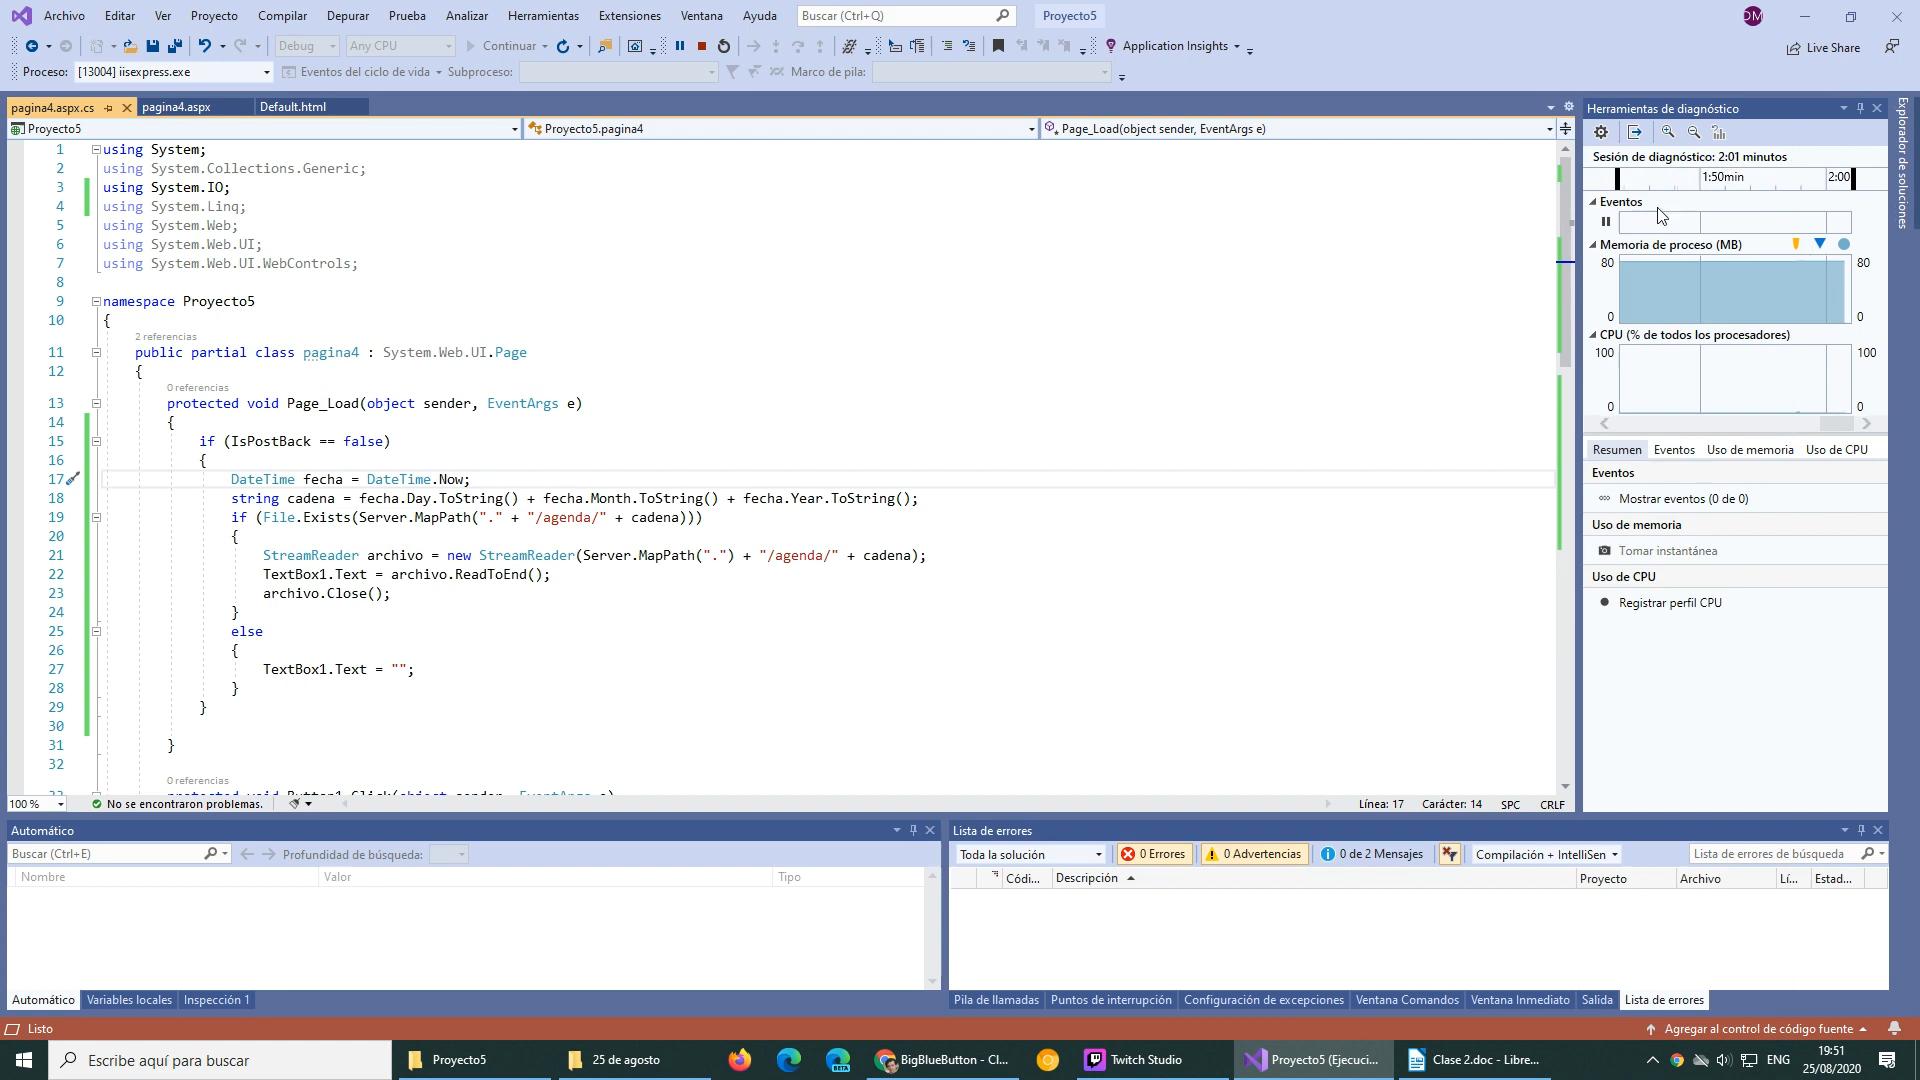 Archivo Editar Ver Proyecto Compilar Depurar Prueba Analizar Herramientas Extensiones Ventana Ayuda Buscar (Ctrl+Q) Proyecto5 DM
Debug Any CPU Continuar Application Insights Live Share
Proceso: [13004] iisexpress.exe Eventos del ciclo de vida Subproceso: Marco de pila:
pagina4.aspx.cs pagina4.aspx Default.html
Proyecto5 Proyecto5.pagina4 Page_Load(object sender, EventArgs e)
1 using System;
2 using System.Collections.Generic;
3 using System.IO;
4 using System.Linq;
5 using System.Web;
6 using System.Web.UI;
7 using System.Web.UI.WebControls;
8
9 namespace Proyecto5
10 {
2 referencias
11 public partial class pagina4 : System.Web.UI.Page
12 {
0 referencias
13 protected void Page_Load(object sender, EventArgs e)
14 {
15 if (IsPostBack == false)
16 {
17 DateTime fecha = DateTime.Now;
18 string cadena = fecha.Day.ToString() + fecha.Month.ToString() + fecha.Year.ToString();
19 if (File.Exists(Server.MapPath("." + "/agenda/" + cadena)))
20 {
21 StreamReader archivo = new StreamReader(Server.MapPath(".") + "/agenda/" + cadena);
22 TextBox1.Text = archivo.ReadToEnd();
23 archivo.Close();
24 }
25 else
26 {
27 TextBox1.Text = "";
28 }
29 }
30
31 }
32
0 referencias
33 protected void Button1_Click(object sender, EventArgs e)
100 % No se encontraron problemas. Línea: 17 Carácter: 14 SPC CRLF
Herramientas de diagnóstico
Sesión de diagnóstico: 2:01 minutos
1:50min 2:00
Eventos
Memoria de proceso (MB)
80 80
0 0
CPU (% de todos los procesadores)
100 100
0 0
Resumen Eventos Uso de memoria Uso de CPU
Eventos
Mostrar eventos (0 de 0)
Uso de memoria
Tomar instantánea
Uso de CPU
Registrar perfil CPU
Explorador de soluciones
Automático
Buscar (Ctrl+E) Profundidad de búsqueda:
Nombre Valor Tipo
Automático Variables locales Inspección 1
Lista de errores
Toda la solución 0 Errores 0 Advertencias 0 de 2 Mensajes Compilación + IntelliSen Lista de errores de búsqueda
Códi... Descripción Proyecto Archivo Lí... Estad...
Pila de llamadas Puntos de interrupción Configuración de excepciones Ventana Comandos Ventana Inmediato Salida Lista de errores
Listo Agregar al control de código fuente
Escribe aquí para buscar Proyecto5 25 de agosto BETA BigBlueButton - Cl... Twitch Studio Proyecto5 (Ejecuci... Clase 2.doc - Libre... ENG 19:51
25/08/2020